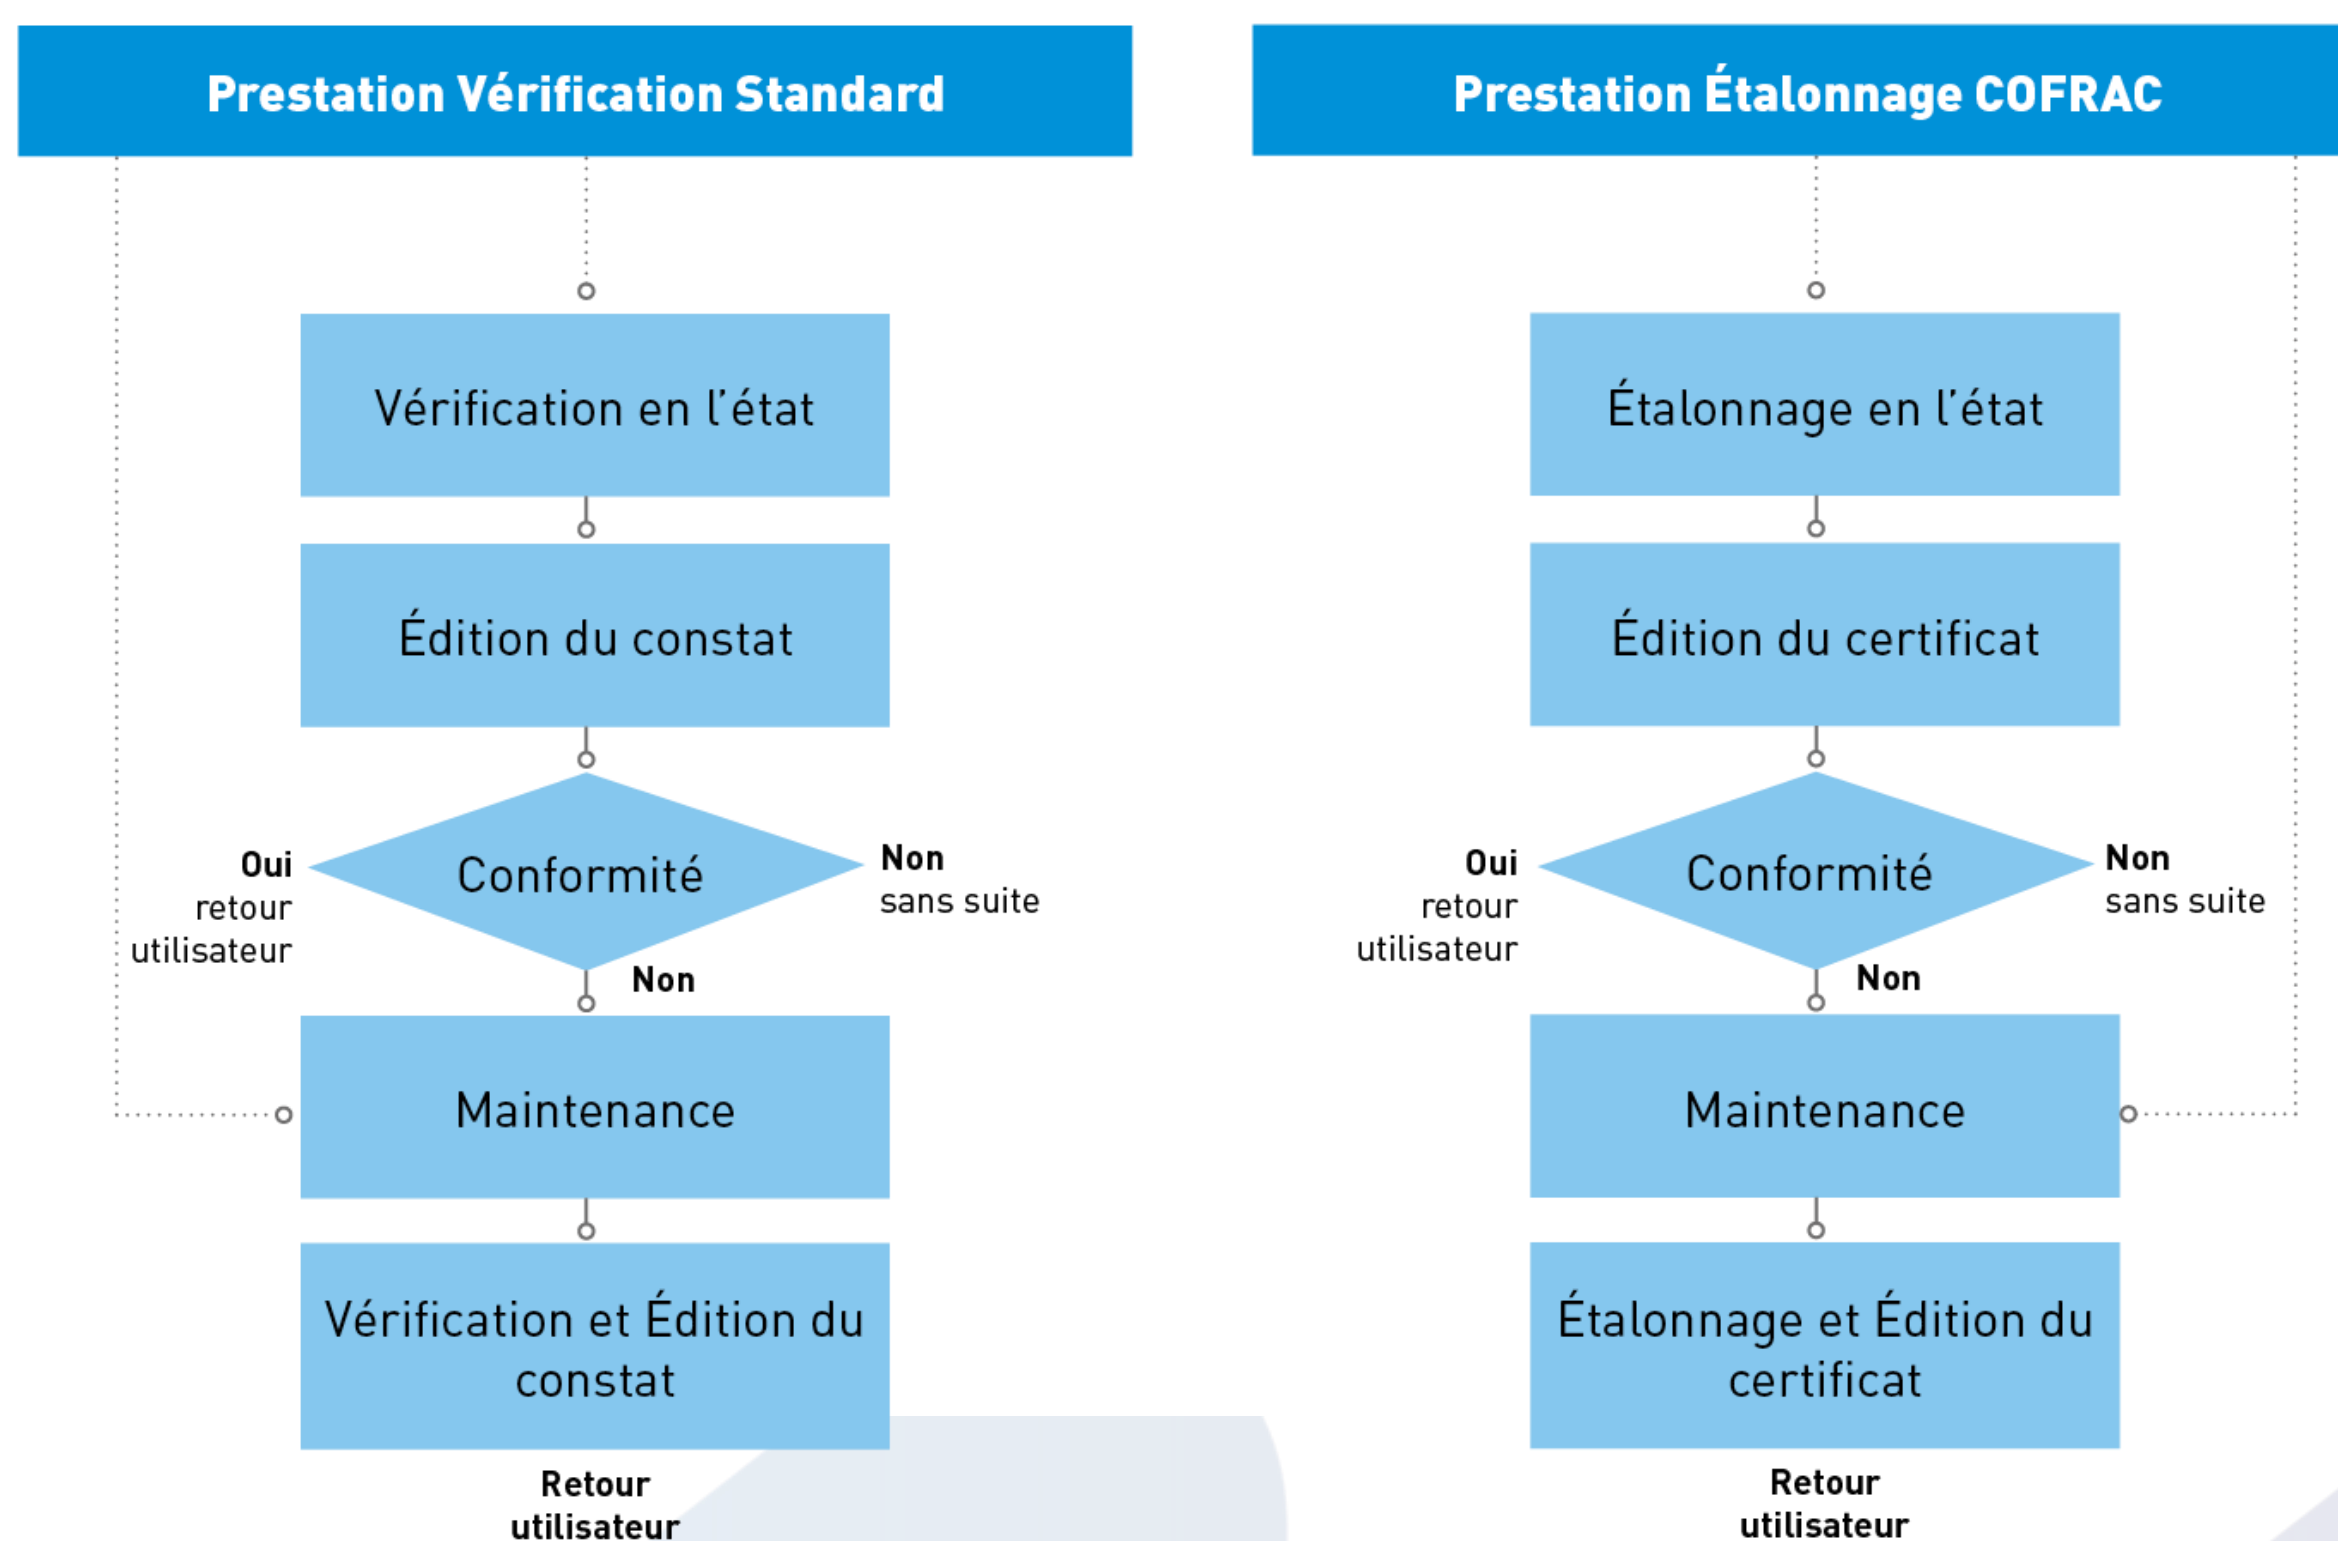 Prestation Vérification Standard
Vérification en l'état
Édition du constat
Conformité
Oui
retour
utilisateur
Non
sans suite
Non
Maintenance
Vérification et Édition du
constat
Retour
utilisateur
Prestation Étalonnage COFRAC
Étalonnage en l'état
Édition du certificat
Conformité
Oui
retour
utilisateur
Non
sans suite
Non
Maintenance
Étalonnage et Édition du
certificat
Retour
utilisateur